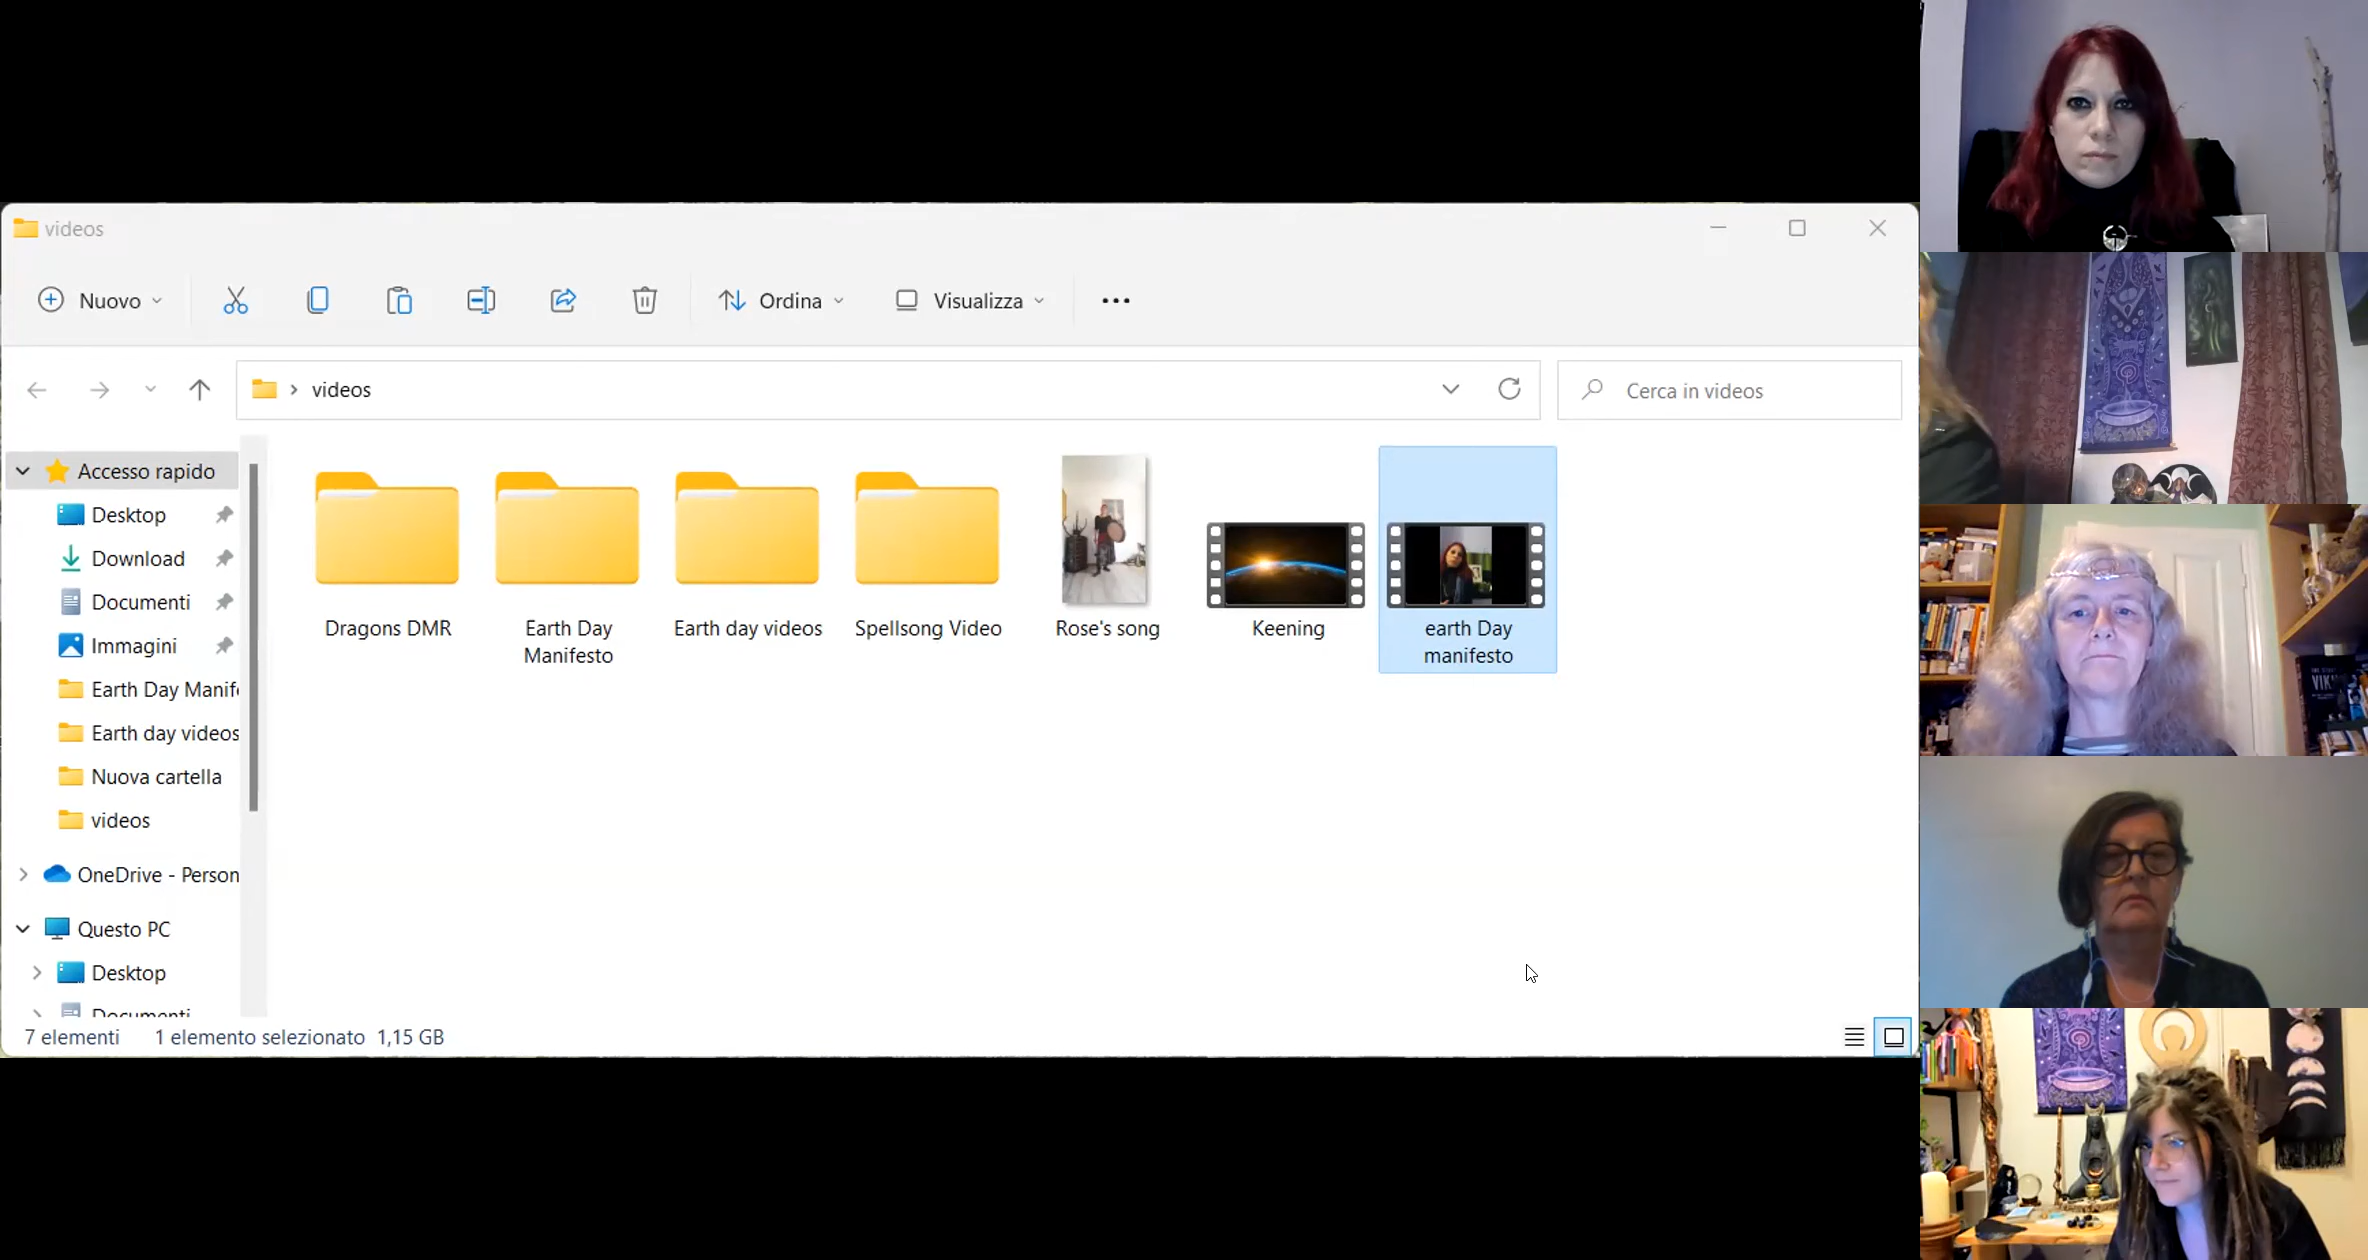 videos
Nuovo
Ordina
Visualizza
videos
Cerca in videos
Accesso rapido
Desktop
Download
Documenti
Immagini
Earth Day Manif
Earth day videos
Nuova cartella
videos
OneDrive - Person
Questo PC
Desktop
Documenti
Dragons DMR
Earth Day
Manifesto
Earth day videos
Spellsong Video
Rose's song
Keening
earth Day
manifesto
7 elementi 1 elemento selezionato 1,15 GB